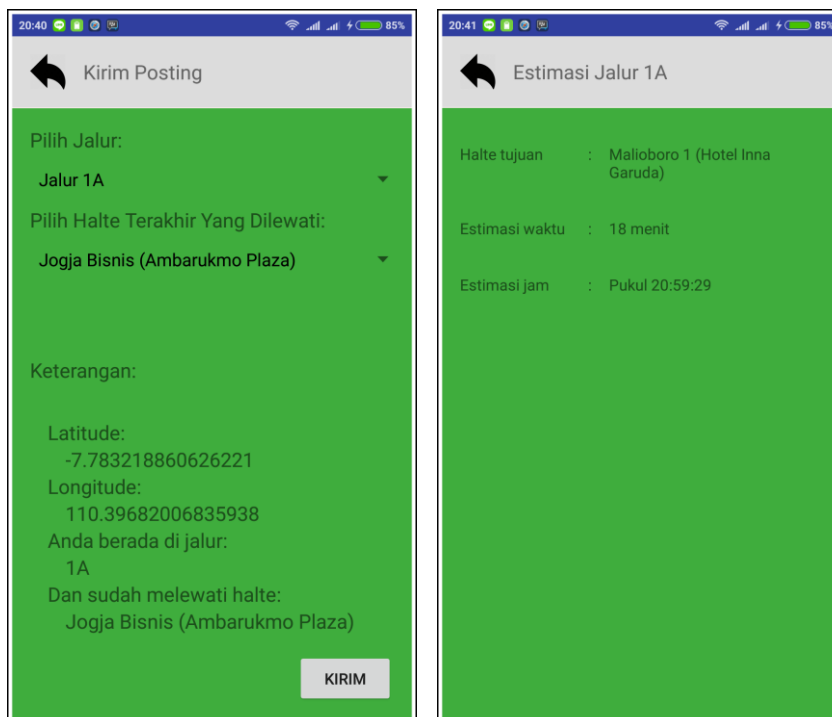 20:40
85%
Kirim Posting
Pilih Jalur:
Jalur 1A
Pilih Halte Terakhir Yang Dilewati:
Jogja Bisnis (Ambarukmo Plaza)
Keterangan:
Latitude:
-7.783218860626221
Longitude:
110.39682006835938
Anda berada di jalur:
1A
Dan sudah melewati halte:
Jogja Bisnis (Ambarukmo Plaza)
KIRIM
20:41
85%
Estimasi Jalur 1A
Halte tujuan : Malioboro 1 (Hotel Inna
Garuda)
Estimasi waktu : 18 menit
Estimasi jam : Pukul 20:59:29